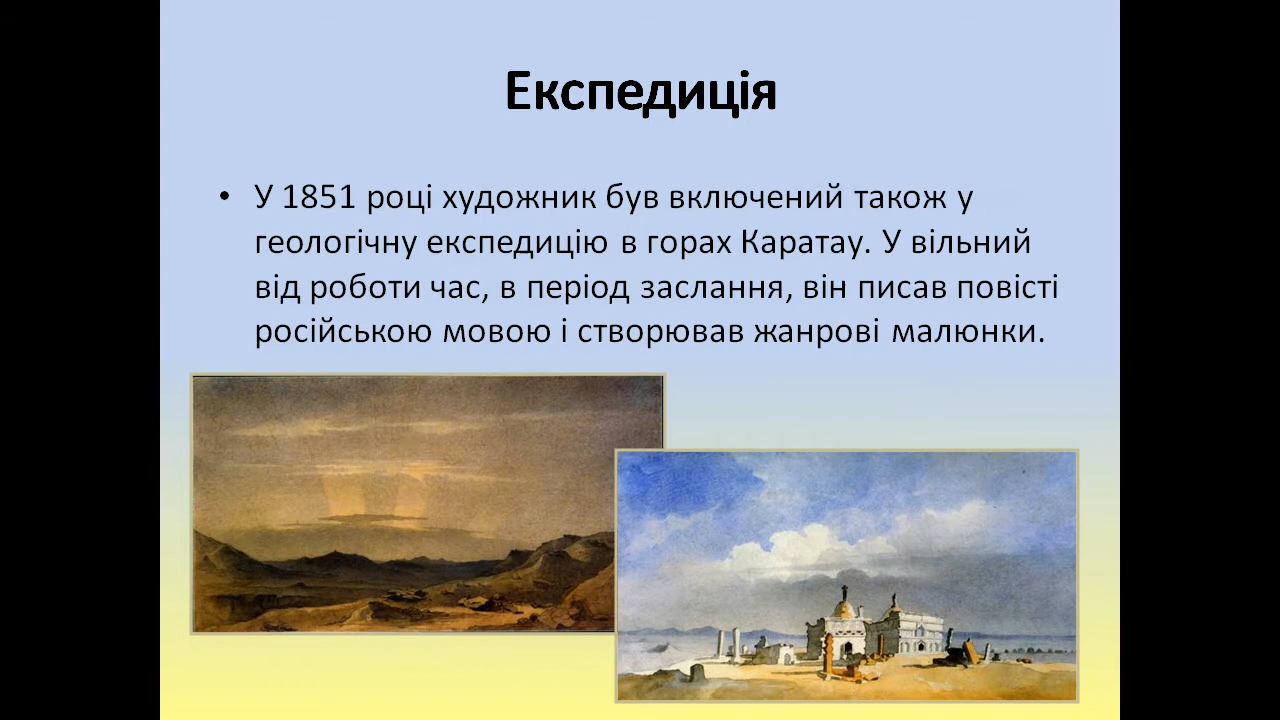 Експедиція
• У 1851 році художник був включений також у
геологічну експедицію в горах Каратау. У вільний
від роботи час, в період заслання, він писав повісті
російською мовою і створював жанрові малюнки.